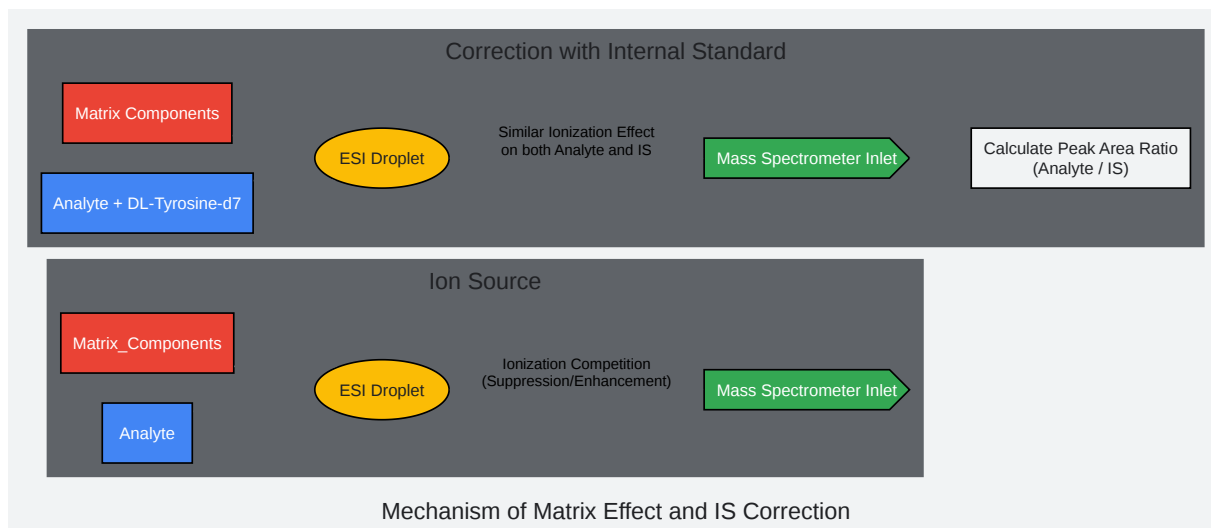 Correction with Internal Standard
Matrix Components
Analyte + DL-Tyrosine-d7
ESI Droplet
Similar Ionization Effect
on both Analyte and IS
Mass Spectrometer Inlet
Calculate Peak Area Ratio
(Analyte / IS)
Ion Source
Matrix_Components
Analyte
ESI Droplet
Ionization Competition
(Suppression/Enhancement)
Mass Spectrometer Inlet
Mechanism of Matrix Effect and IS Correction